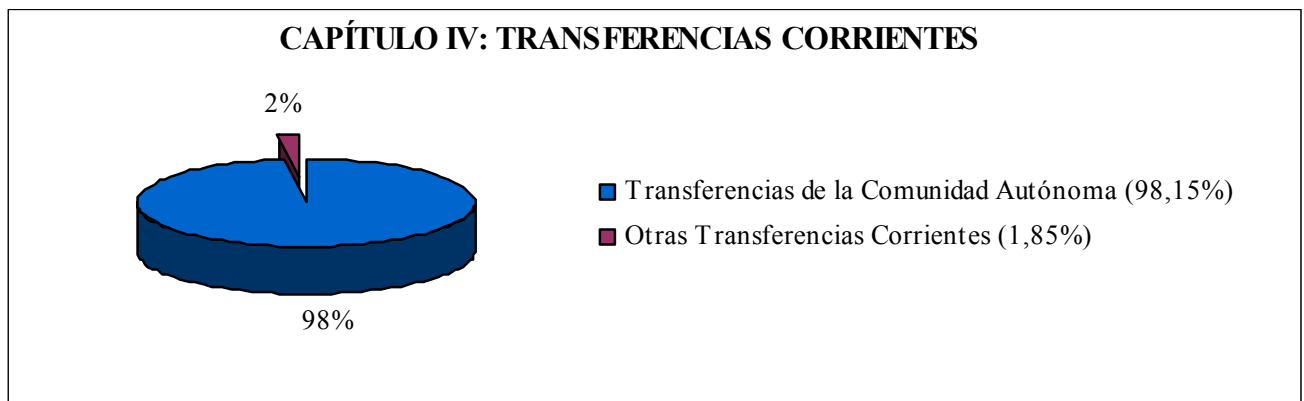 CAPÍTULO IV: TRANSFERENCIAS CORRIENTES
2%
Transferencias de la Comunidad Autónoma (98,15%)
Otras Transferencias Corrientes (1,85%)
98%